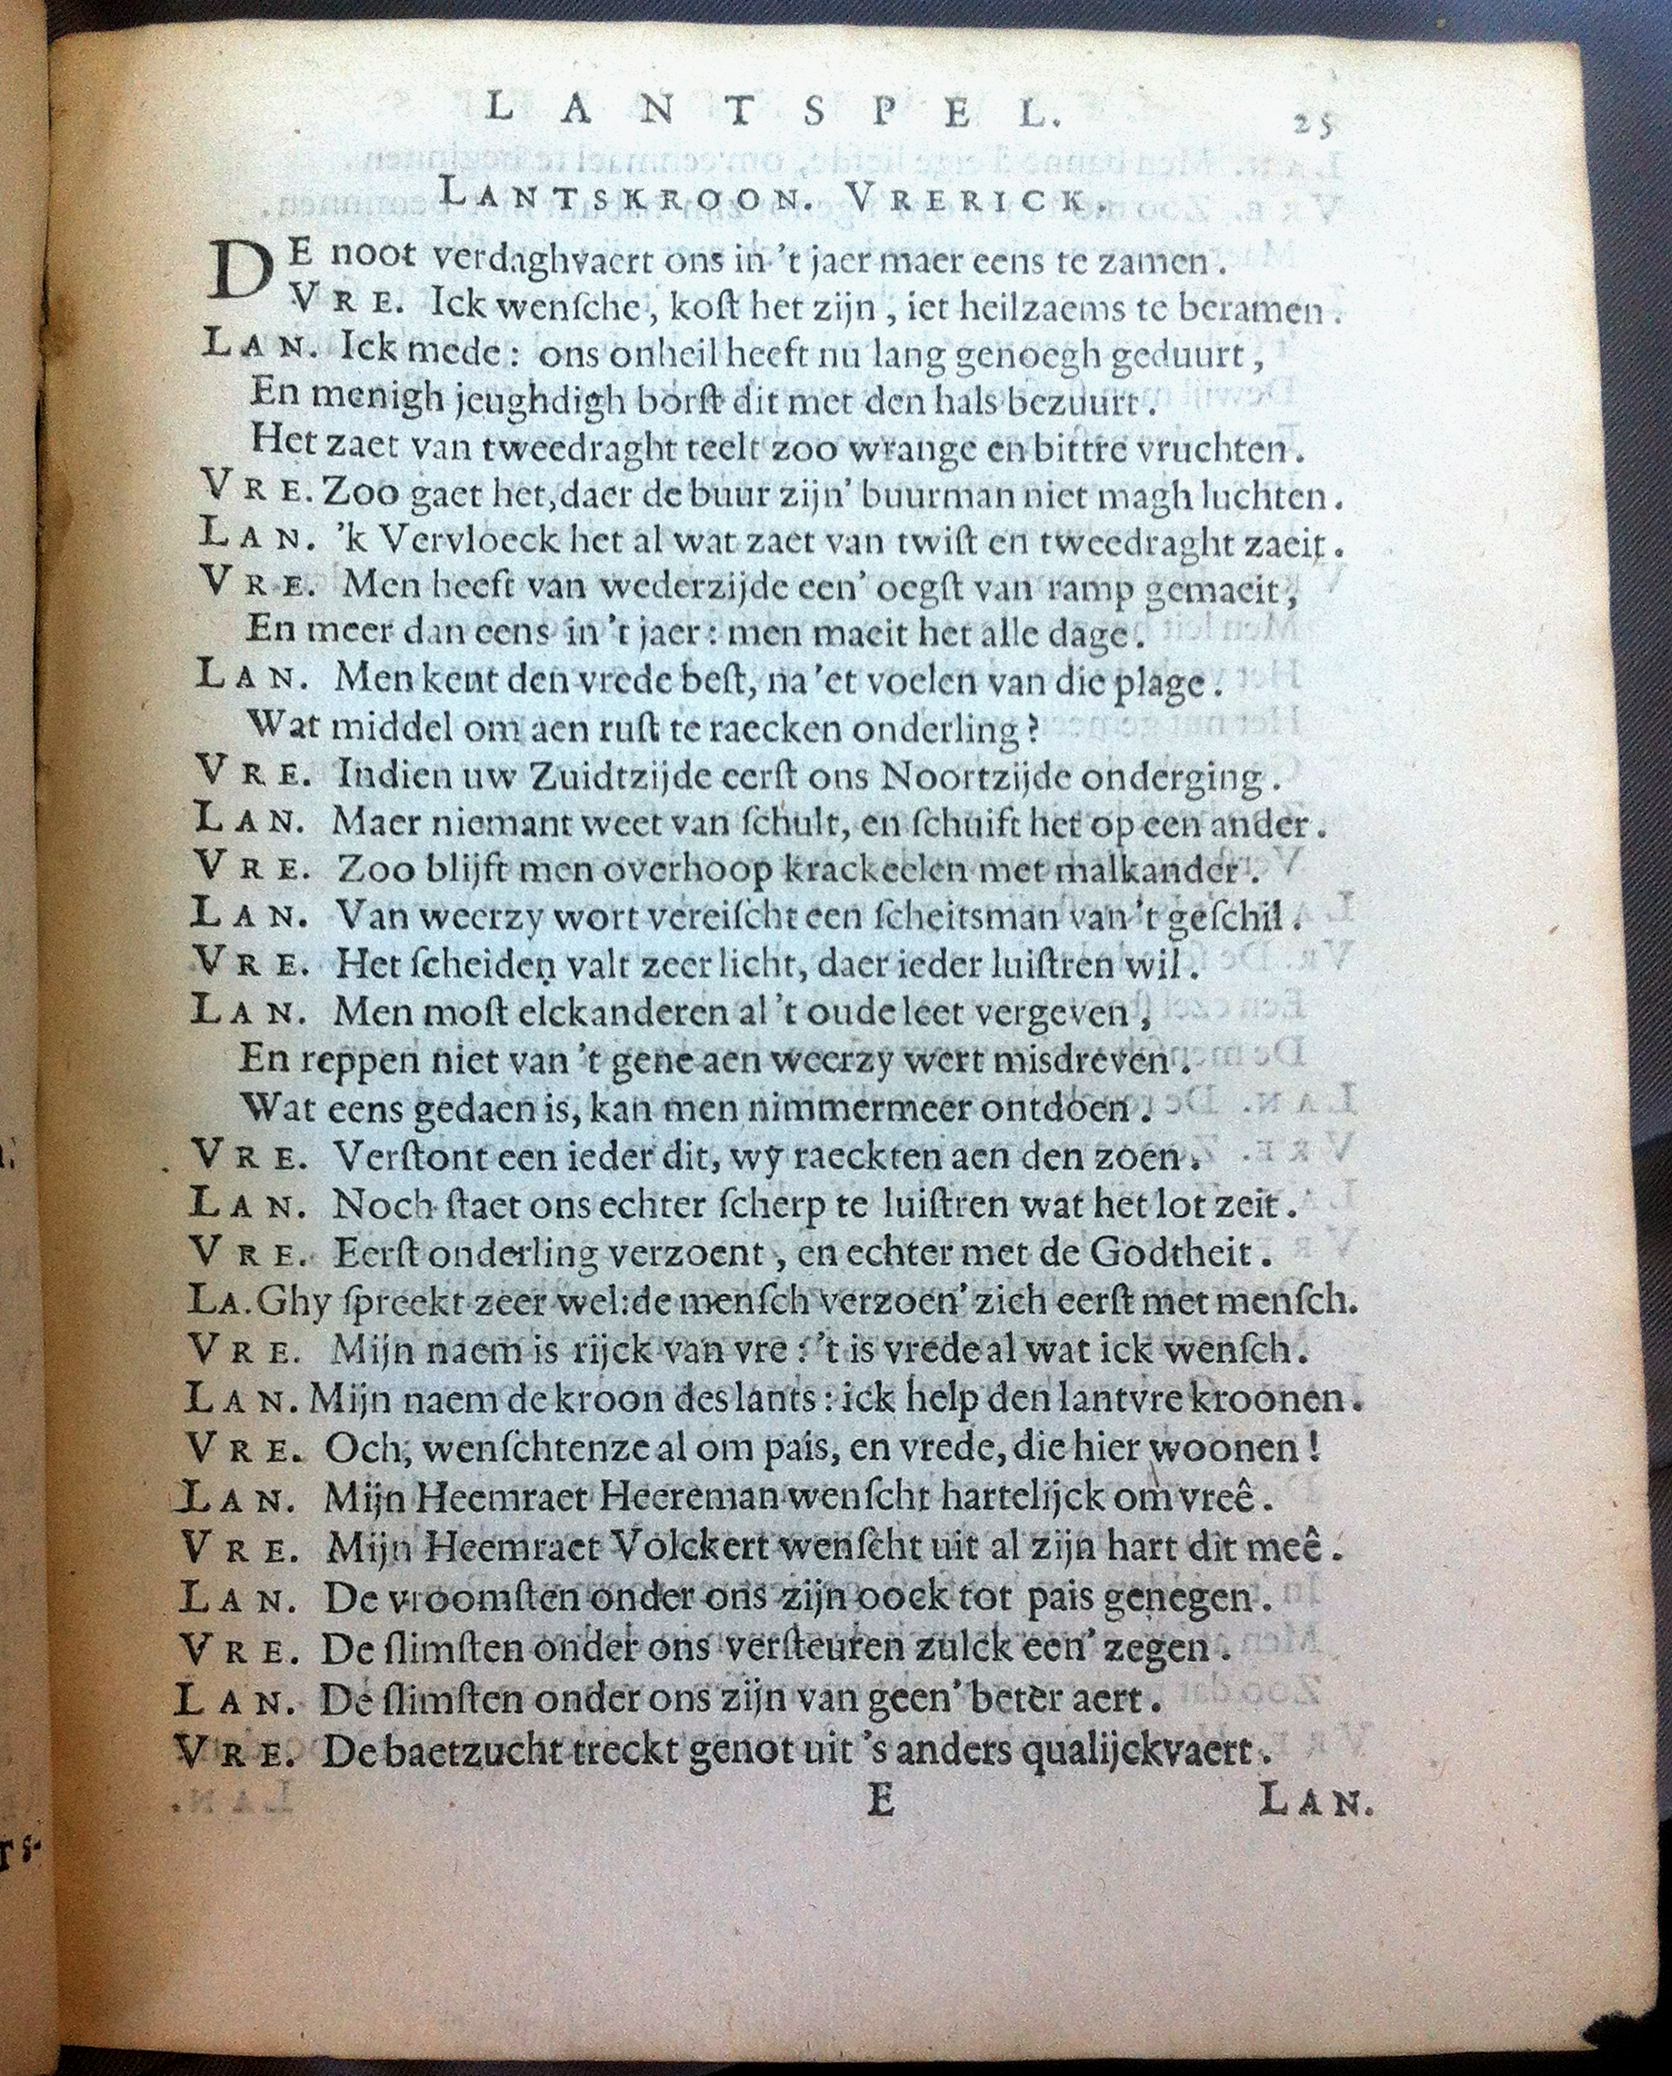 LANTSPEL. 25
LANTSKROON. VRERICK.
DE noot verdaghvaert ons in 't jaer maer eens te zamen.
VRE. Ick wenſche, koſt het zijn, iet heilzaems te beramen.
LAN. Ick mede: ons onheil heeft nu lang genoegh geduurt,
En menigh jeughdigh borſt dit met den hals bezuurt.
Het zaet van tweedraght teelt zoo wrange en bittre vruchten.
VRE. Zoo gaet het, daer de buur zijn' buurman niet magh luchten.
LAN. 'k Vervloeck het al wat zaet van twiſt en tweedraght zaeit.
VRE. Men heeft van wederzijde een' oegſt van ramp gemaeit,
En meer dan eens in 't jaer: men maeit het alle dage.
LAN. Men kent den vrede beſt, na 'et voelen van die plage.
Wat middel om aen ruſt te raecken onderling?
VRE. Indien uw Zuidtzijde eerſt ons Noortzijde onderging.
LAN. Maer niemant weet van ſchult, en ſchuift het op een ander.
VRE. Zoo blijft men overhoop krackeelen met malkander.
LAN. Van weerzy wort vereiſcht een ſcheitsman van 't geſchil.
VRE. Het ſcheiden valt zeer licht, daer ieder luiſtren wil.
LAN. Men moſt elckanderen al 't oude leet vergeven,
En reppen niet van 't gene aen weerzy wert misdreven.
Wat eens gedaen is, kan men nimmermeer ontdoen.
VRE. Verſtont een ieder dit, wy raeckten aen den zoen.
LAN. Noch ſtaet ons echter ſcherp te luiſtren wat het lot zeit.
VRE. Eerſt onderling verzoent, en echter met de Godtheit.
LA. Ghy ſpreekt zeer wel: de menſch verzoen' zich eerſt met menſch.
VRE. Mijn naem is rijck van vre: 't is vrede al wat ick wenſch.
LAN. Mijn naem de kroon des lants: ick help den lantvre kroonen.
VRE. Och, wenſchtenze al om pais, en vrede, die hier woonen!
LAN. Mijn Heemraet Heereman wenſcht hartelijck om vreê.
VRE. Mijn Heemraet Volckert wenſcht uit al zijn hart dit meê.
LAN. De vroomſten onder ons zijn oock tot pais genegen.
VRE. De ſlimſten onder ons verſteuren zulck een' zegen.
LAN. De ſlimſten onder ons zijn van geen' beter aert.
VRE. De baetzucht treckt genot uit 's anders qualijckvaert.
E LAN.